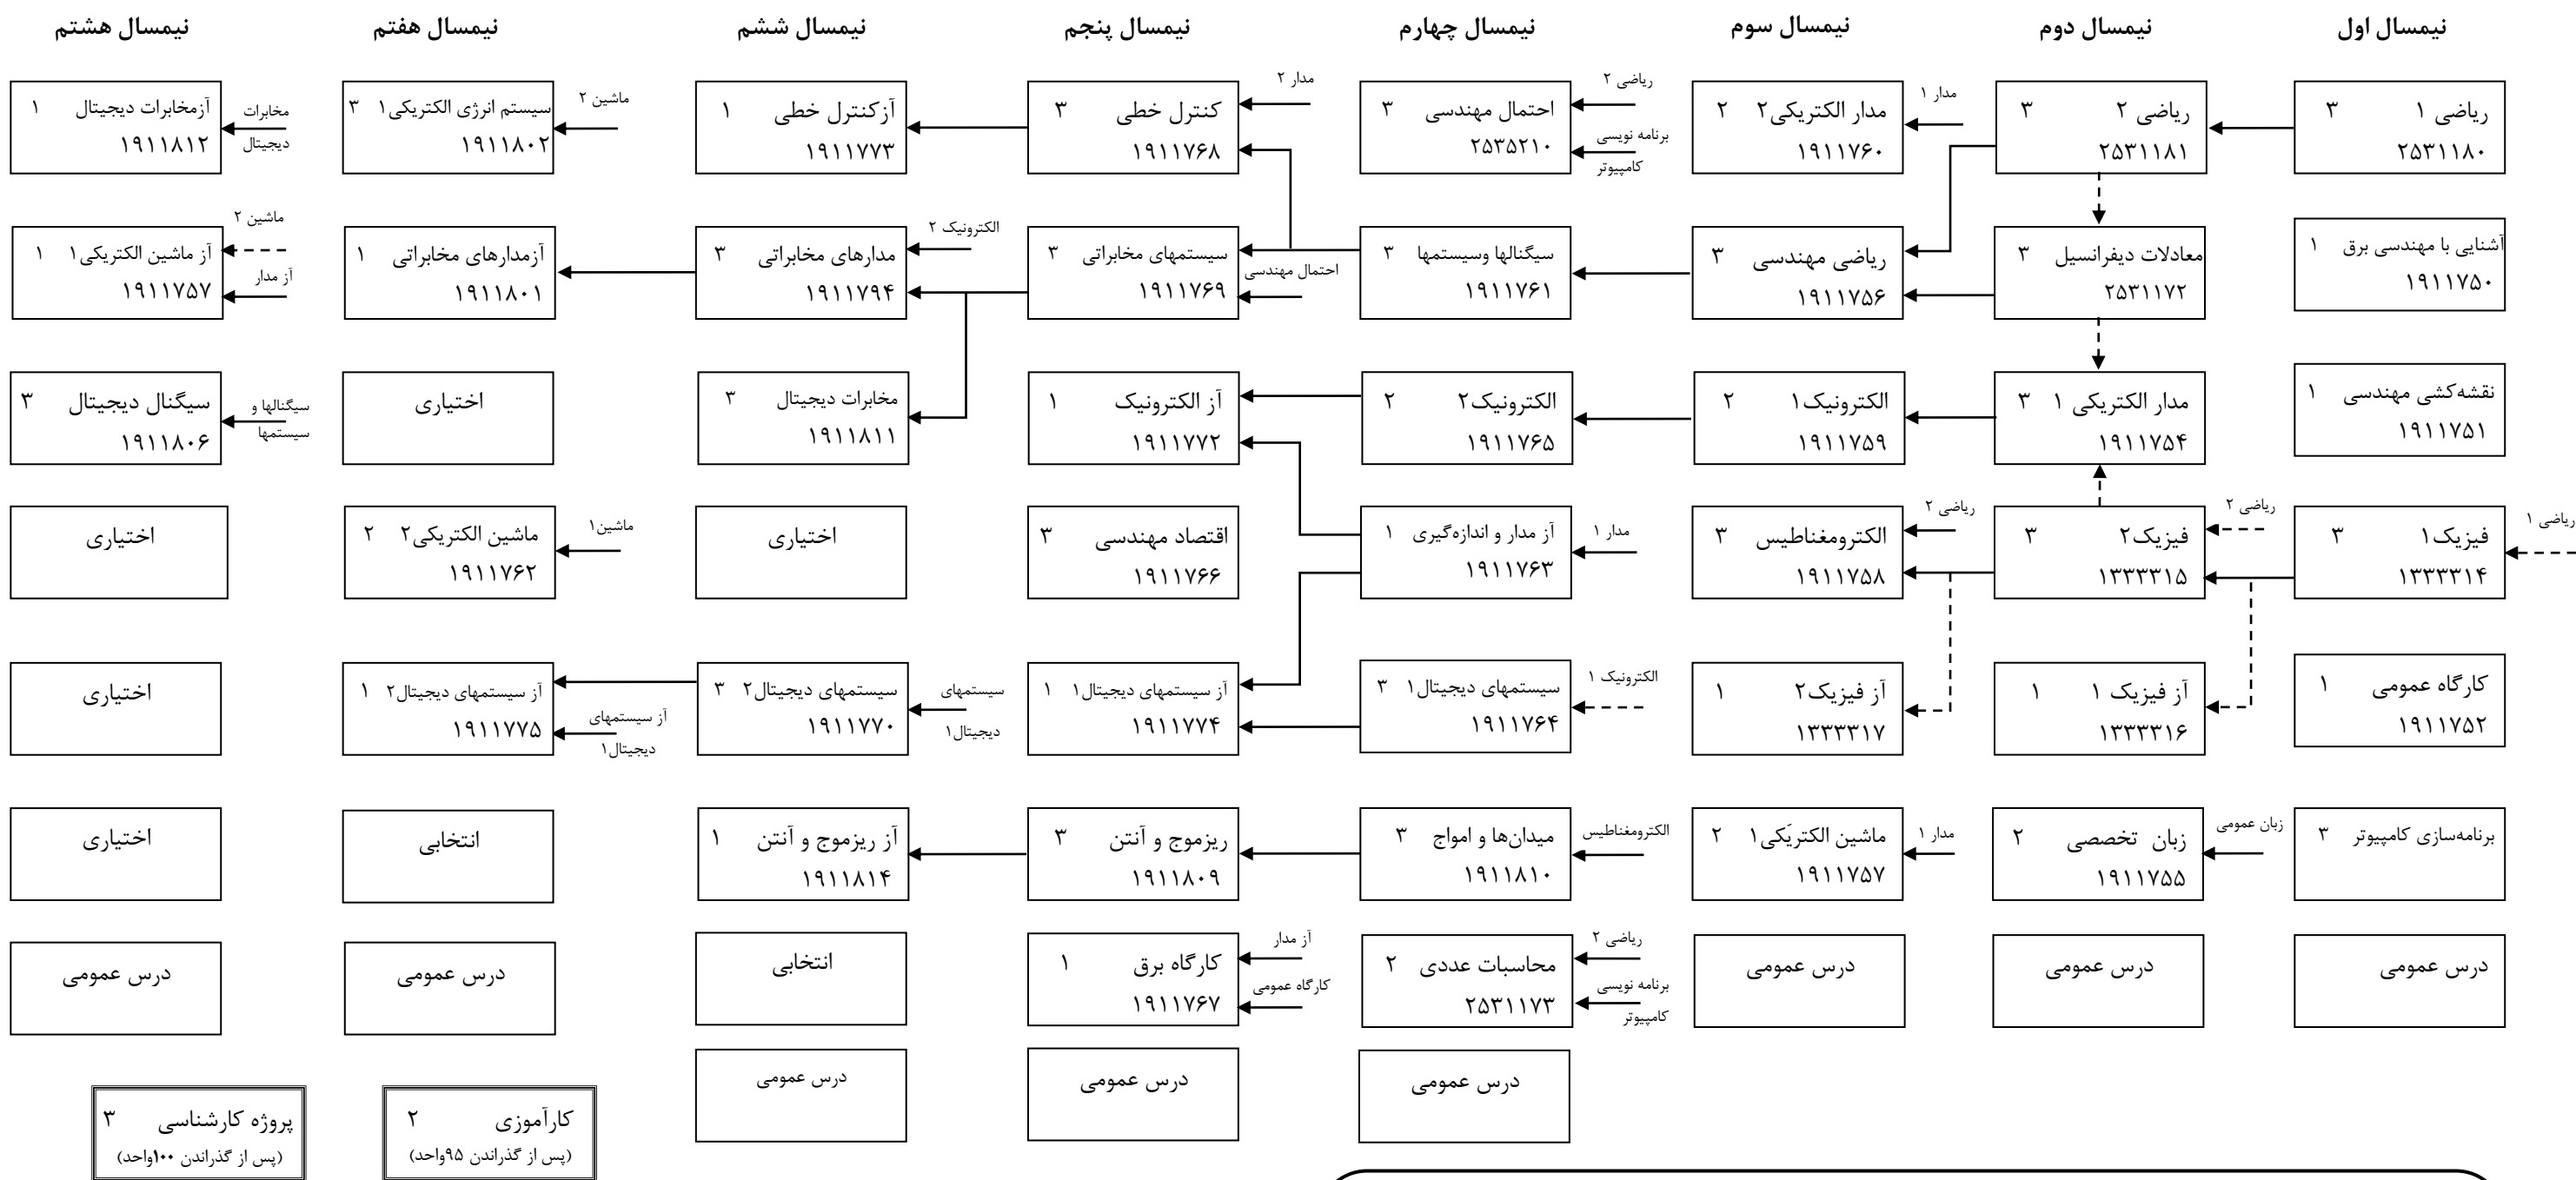 نیمسال اول
نیمسال دوم
نیمسال سوم
نیمسال چهارم
نیمسال پنجم
نیمسال ششم
نیمسال هفتم
نیمسال هشتم
ریاضی ۱ ۳
۲۵۳۱۱۸۰
آشنایی با مهندسی برق ۱
۱۹۱۱۷۵۰
نقشه‌کشی مهندسی ۱
۱۹۱۱۷۵۱
ریاضی ۱
فیزیک۱ ۳
۱۳۳۳۳۱۴
کارگاه عمومی ۱
۱۹۱۱۷۵۲
برنامه‌سازی کامپیوتر ۳
درس عمومی
ریاضی ۲ ۳
۲۵۳۱۱۸۱
معادلات دیفرانسیل ۳
۲۵۳۱۱۷۲
مدار الکتریکی ۱ ۳
۱۹۱۱۷۵۴
ریاضی ۲
فیزیک۲ ۳
۱۳۳۳۳۱۵
آز فیزیک ۱ ۱
۱۳۳۳۳۱۶
زبان عمومی
زبان تخصصی ۲
۱۹۱۱۷۵۵
درس عمومی
مدار ۱
مدار الکتریکی۲ ۲
۱۹۱۱۷۶۰
ریاضی مهندسی ۳
۱۹۱۱۷۵۶
الکترونیک۱ ۲
۱۹۱۱۷۵۹
ریاضی ۲
الکترومغناطیس ۳
۱۹۱۱۷۵۸
آز فیزیک۲ ۱
۱۳۳۳۳۱۷
مدار ۱
ماشین الکتریَکی۱ ۲
۱۹۱۱۷۵۷
درس عمومی
ریاضی ۲
احتمال مهندسی ۳
برنامه نویسی
۲۵۳۵۲۱۰
کامپیوتر
سیگنالها وسیستمها ۳
۱۹۱۱۷۶۱
الکترونیک۲ ۲
۱۹۱۱۷۶۵
مدار ۱
آز مدار و اندازه‌گیری ۱
۱۹۱۱۷۶۳
الکترونیک ۱
سیستمهای دیجیتال۱ ۳
۱۹۱۱۷۶۴
الکترومغناطیس
میدان‌ها و امواج ۳
۱۹۱۱۸۱۰
ریاضی ۲
محاسبات عددی ۲
برنامه نویسی
۲۵۳۱۱۷۳
کامپیوتر
درس عمومی
مدار ۲
کنترل خطی ۳
۱۹۱۱۷۶۸
سیستمهای مخابراتی ۳
احتمال مهندسی
۱۹۱۱۷۶۹
آز الکترونیک ۱
۱۹۱۱۷۷۲
اقتصاد مهندسی ۳
۱۹۱۱۷۶۶
آز سیستمهای دیجیتال۱ ۱
۱۹۱۱۷۷۴
ریزموج و آنتن ۳
۱۹۱۱۸۰۹
آز مدار
کارگاه برق ۱
کارگاه عمومی
۱۹۱۱۷۶۷
درس عمومی
آزکنترل خطی ۱
۱۹۱۱۷۷۳
الکترونیک ۲
مدارهای مخابراتی ۳
۱۹۱۱۷۹۴
مخابرات دیجیتال ۳
۱۹۱۱۸۱۱
اختیاری
سیستمهای
دیجیتال۱
سیستمهای دیجیتال۲ ۳
۱۹۱۱۷۷۰
آز ریزموج و آنتن ۱
۱۹۱۱۸۱۴
انتخابی
درس عمومی
ماشین ۲
سیستم انرژی الکتریکی۱ ۳
۱۹۱۱۸۰۲
آزمدارهای مخابراتی ۱
۱۹۱۱۸۰۱
اختیاری
ماشین۱
ماشین الکتریکی۲ ۲
۱۹۱۱۷۶۲
آز سیستمهای دیجیتال۲ ۱
۱۹۱۱۷۷۵
آز سیستمهای
دیجیتال۱
انتخابی
درس عمومی
کارآموزی ۲
(پس از گذراندن ۹۵واحد)
مخابرات
دیجیتال
آزمخابرات دیجیتال ۱
۱۹۱۱۸۱۲
ماشین ۲
آز ماشین الکتریکی۱ ۱
آز مدار
۱۹۱۱۷۵۷
سیگنالها و
سیستمها
سیگنال دیجیتال ۳
۱۹۱۱۸۰۶
اختیاری
اختیاری
اختیاری
درس عمومی
پروژه کارشناسی ۳
(پس از گذراندن ۱۰۰واحد)